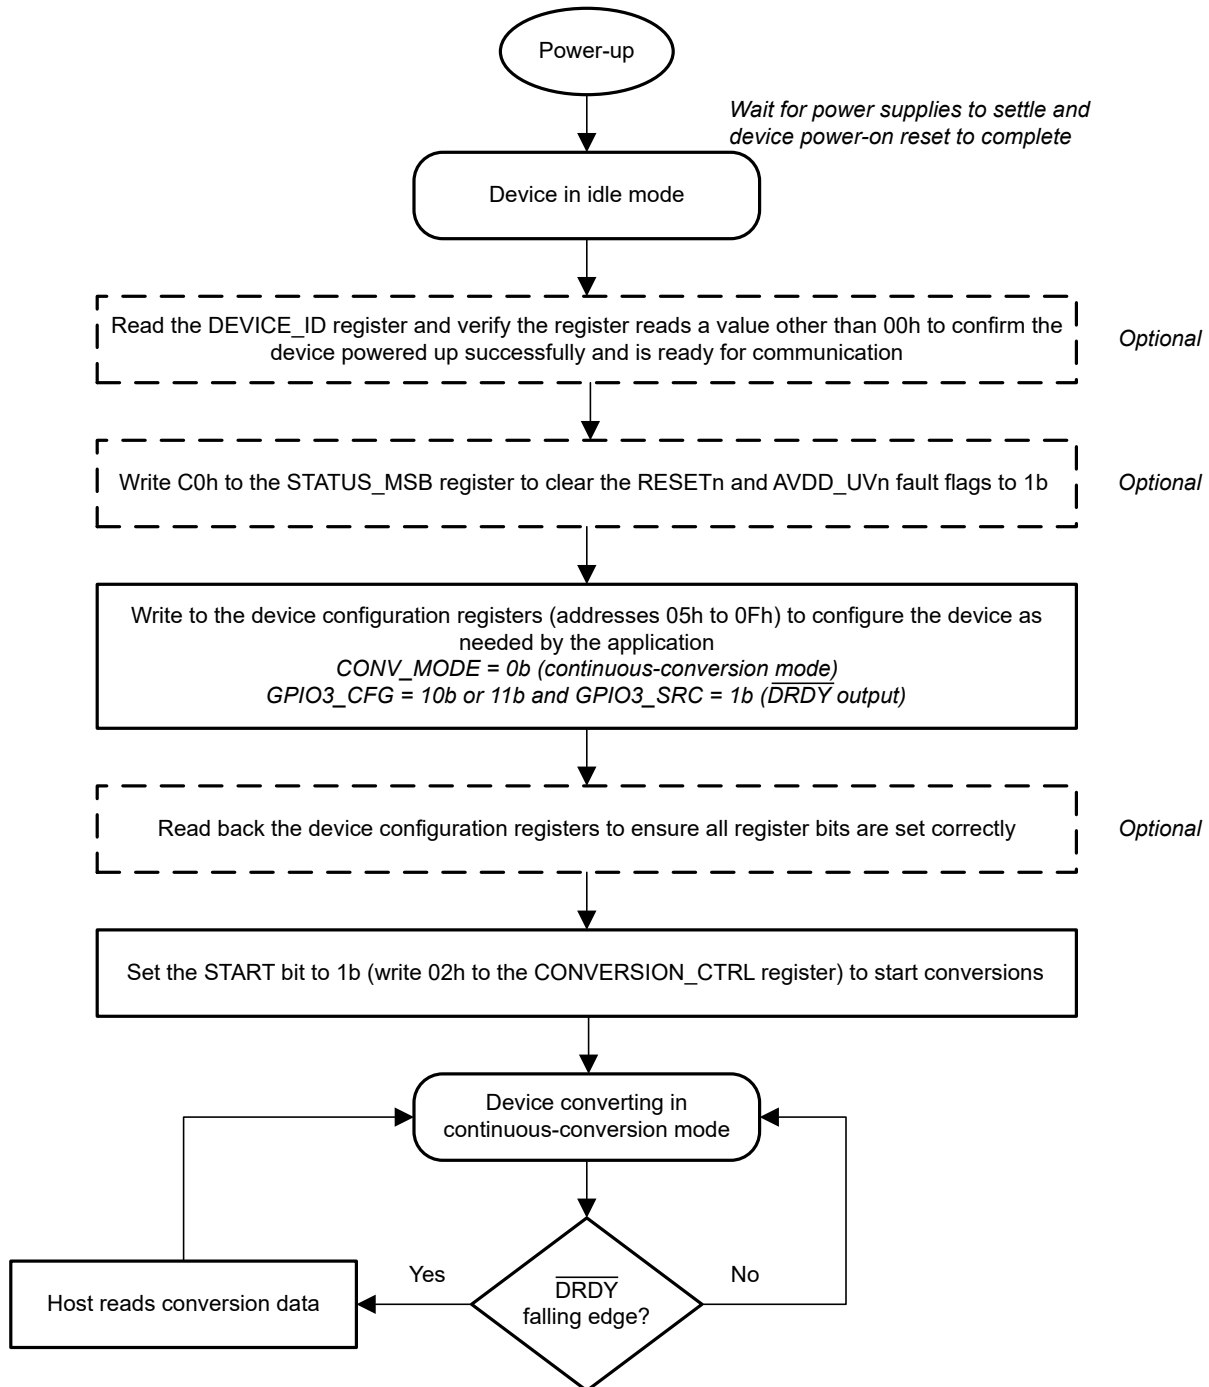 Power-up
Wait for power supplies to settle and
device power-on reset to complete
Device in idle mode
Read the DEVICE_ID register and verify the register reads a value other than 00h to confirm the
device powered up successfully and is ready for communication
Optional
Write C0h to the STATUS_MSB register to clear the RESETn and AVDD_UVn fault flags to 1b
Optional
Write to the device configuration registers (addresses 05h to 0Fh) to configure the device as
needed by the application
CONV_MODE = 0b (continuous-conversion mode)
GPIO3_CFG = 10b or 11b and GPIO3_SRC = 1b (D̅R̅D̅Y̅ output)
Read back the device configuration registers to ensure all register bits are set correctly
Optional
Set the START bit to 1b (write 02h to the CONVERSION_CTRL register) to start conversions
Device converting in
continuous-conversion mode
Yes
D̅R̅D̅Y̅
falling edge?
No
Host reads conversion data